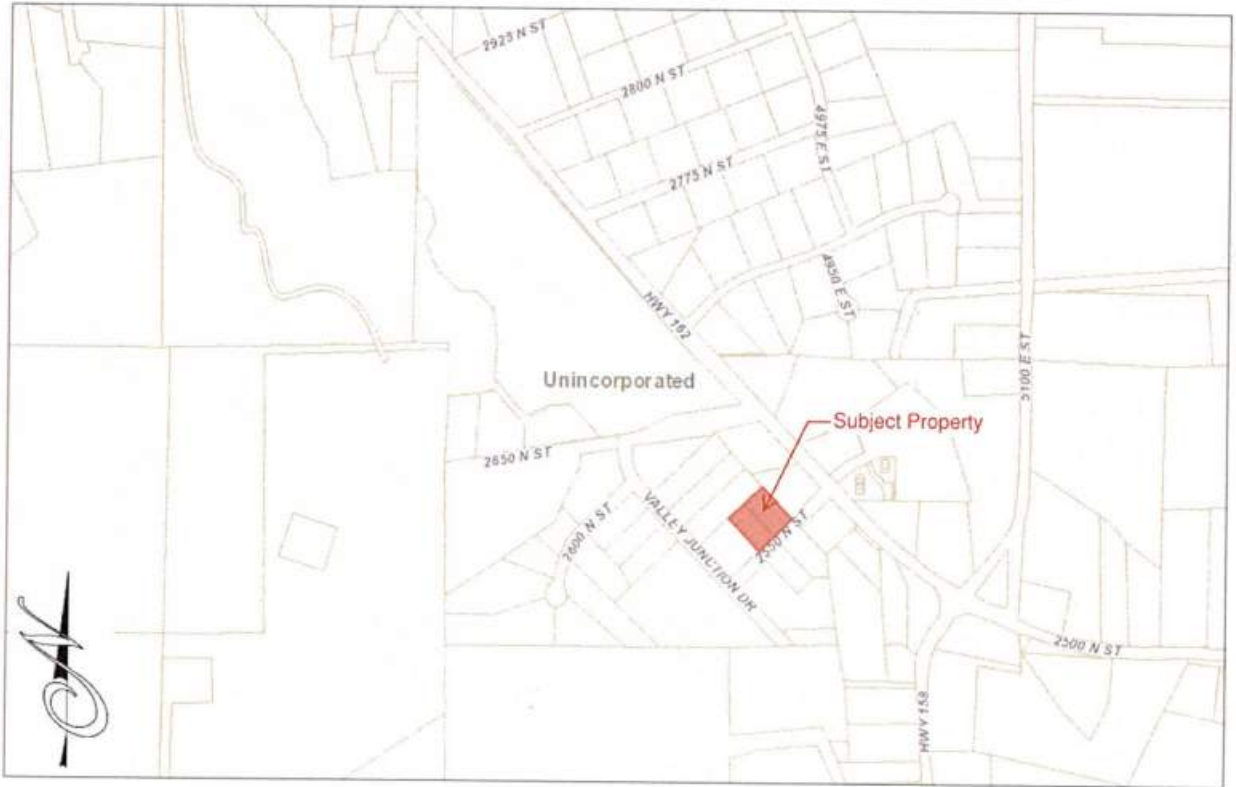 2925 N ST
2800 N ST
4975 E ST
2775 N ST
4950 E ST
HWY 162
5100 E ST
Unincorporated
Subject Property
2650 N ST
2600 N ST
VALLEY JUNCTION DR
2550 N ST
2500 N ST
HWY 158
N